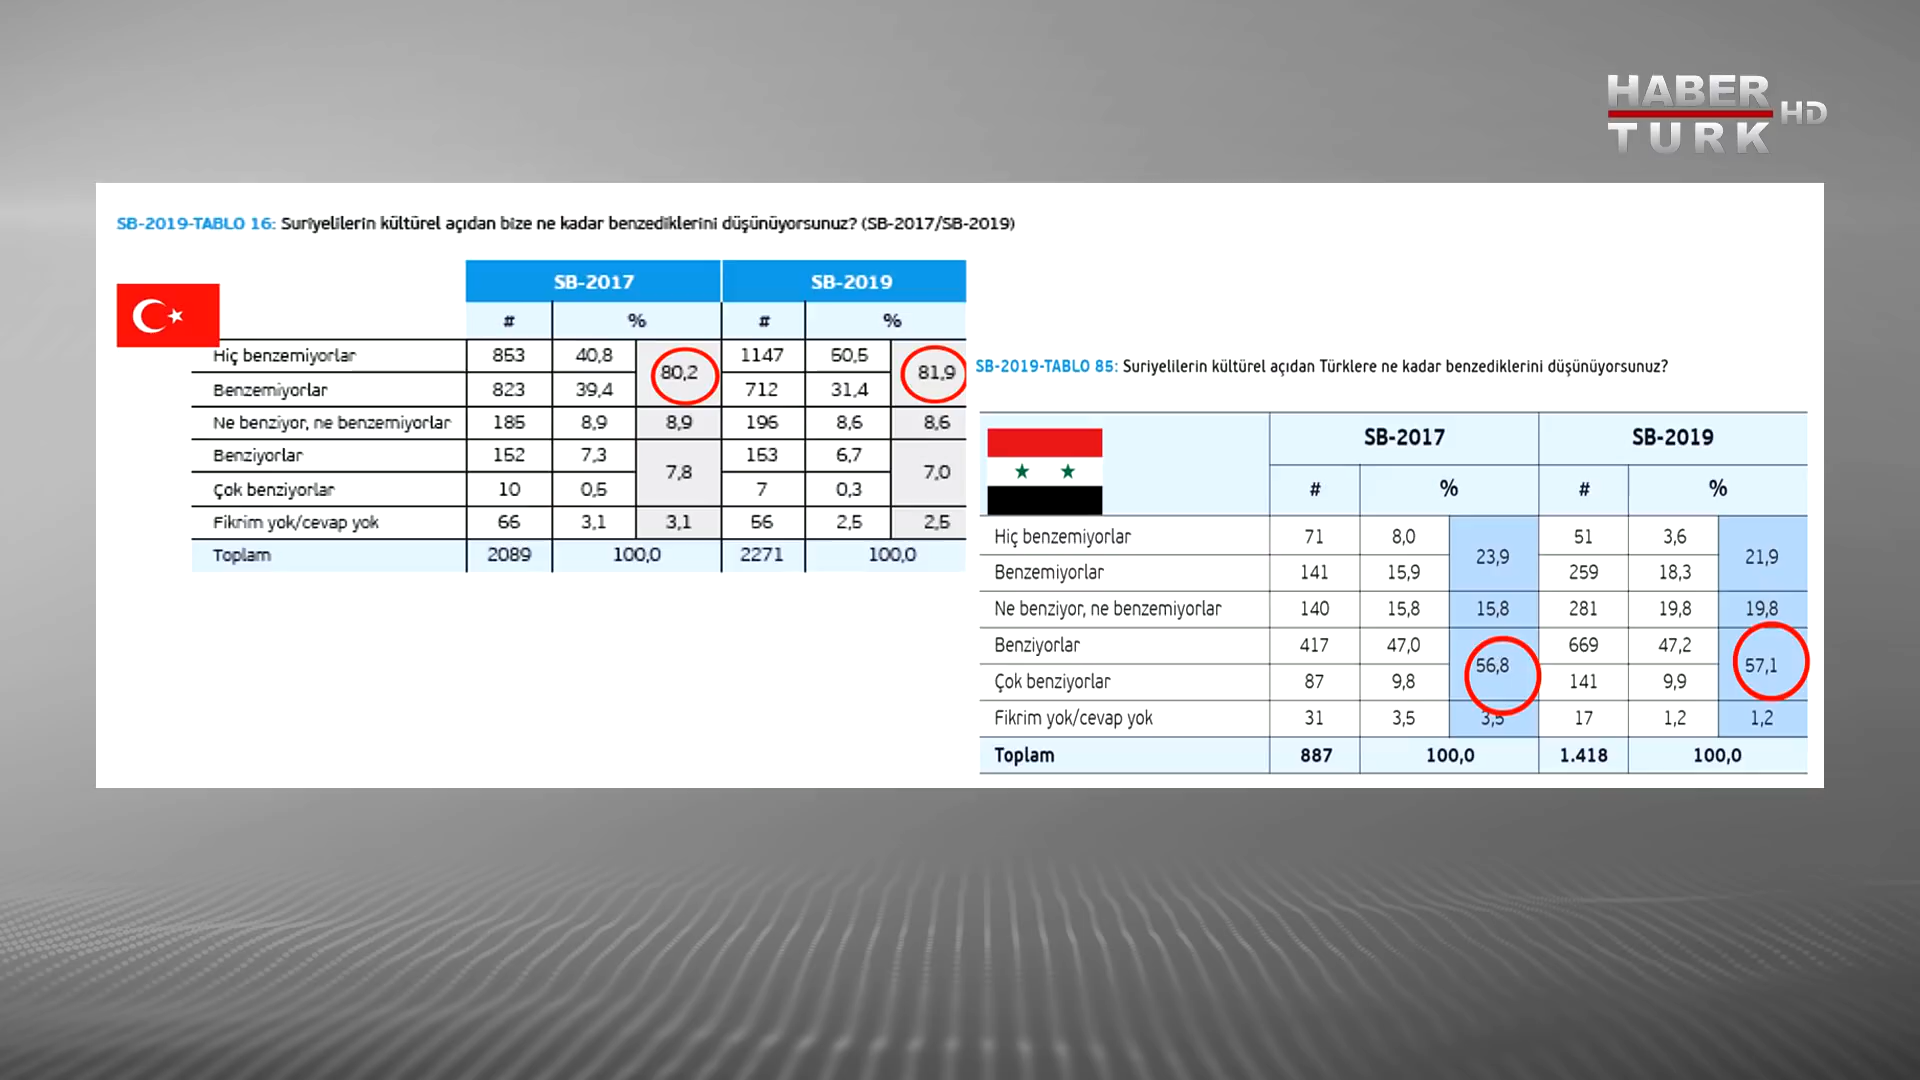 HABER
TURK HD
SB-2019-TABLO 16: Suriyelilerin kültürel açıdan bize ne kadar benzediklerini düşünüyorsunuz? (SB-2017/SB-2019)
SB-2017 SB-2019
# % # %
Hiç benzemiyorlar 853 40,8 80,2 1147 50,5 81,9
Benzemiyorlar 823 39,4 712 31,4
Ne benziyor, ne benzemiyorlar 185 8,9 8,9 196 8,6 8,6
Benziyorlar 152 7,3 7,8 153 6,7 7,0
Çok benziyorlar 10 0,5 7 0,3
Fikrim yok/cevap yok 66 3,1 3,1 56 2,5 2,5
Toplam 2089 100,0 2271 100,0
SB-2019-TABLO 85: Suriyelilerin kültürel açıdan Türklere ne kadar benzediklerini düşünüyorsunuz?
SB-2017 SB-2019
# % # %
Hiç benzemiyorlar 71 8,0 23,9 51 3,6 21,9
Benzemiyorlar 141 15,9 259 18,3
Ne benziyor, ne benzemiyorlar 140 15,8 15,8 281 19,8 19,8
Benziyorlar 417 47,0 56,8 669 47,2 57,1
Çok benziyorlar 87 9,8 141 9,9
Fikrim yok/cevap yok 31 3,5 3,5 17 1,2 1,2
Toplam 887 100,0 1.418 100,0